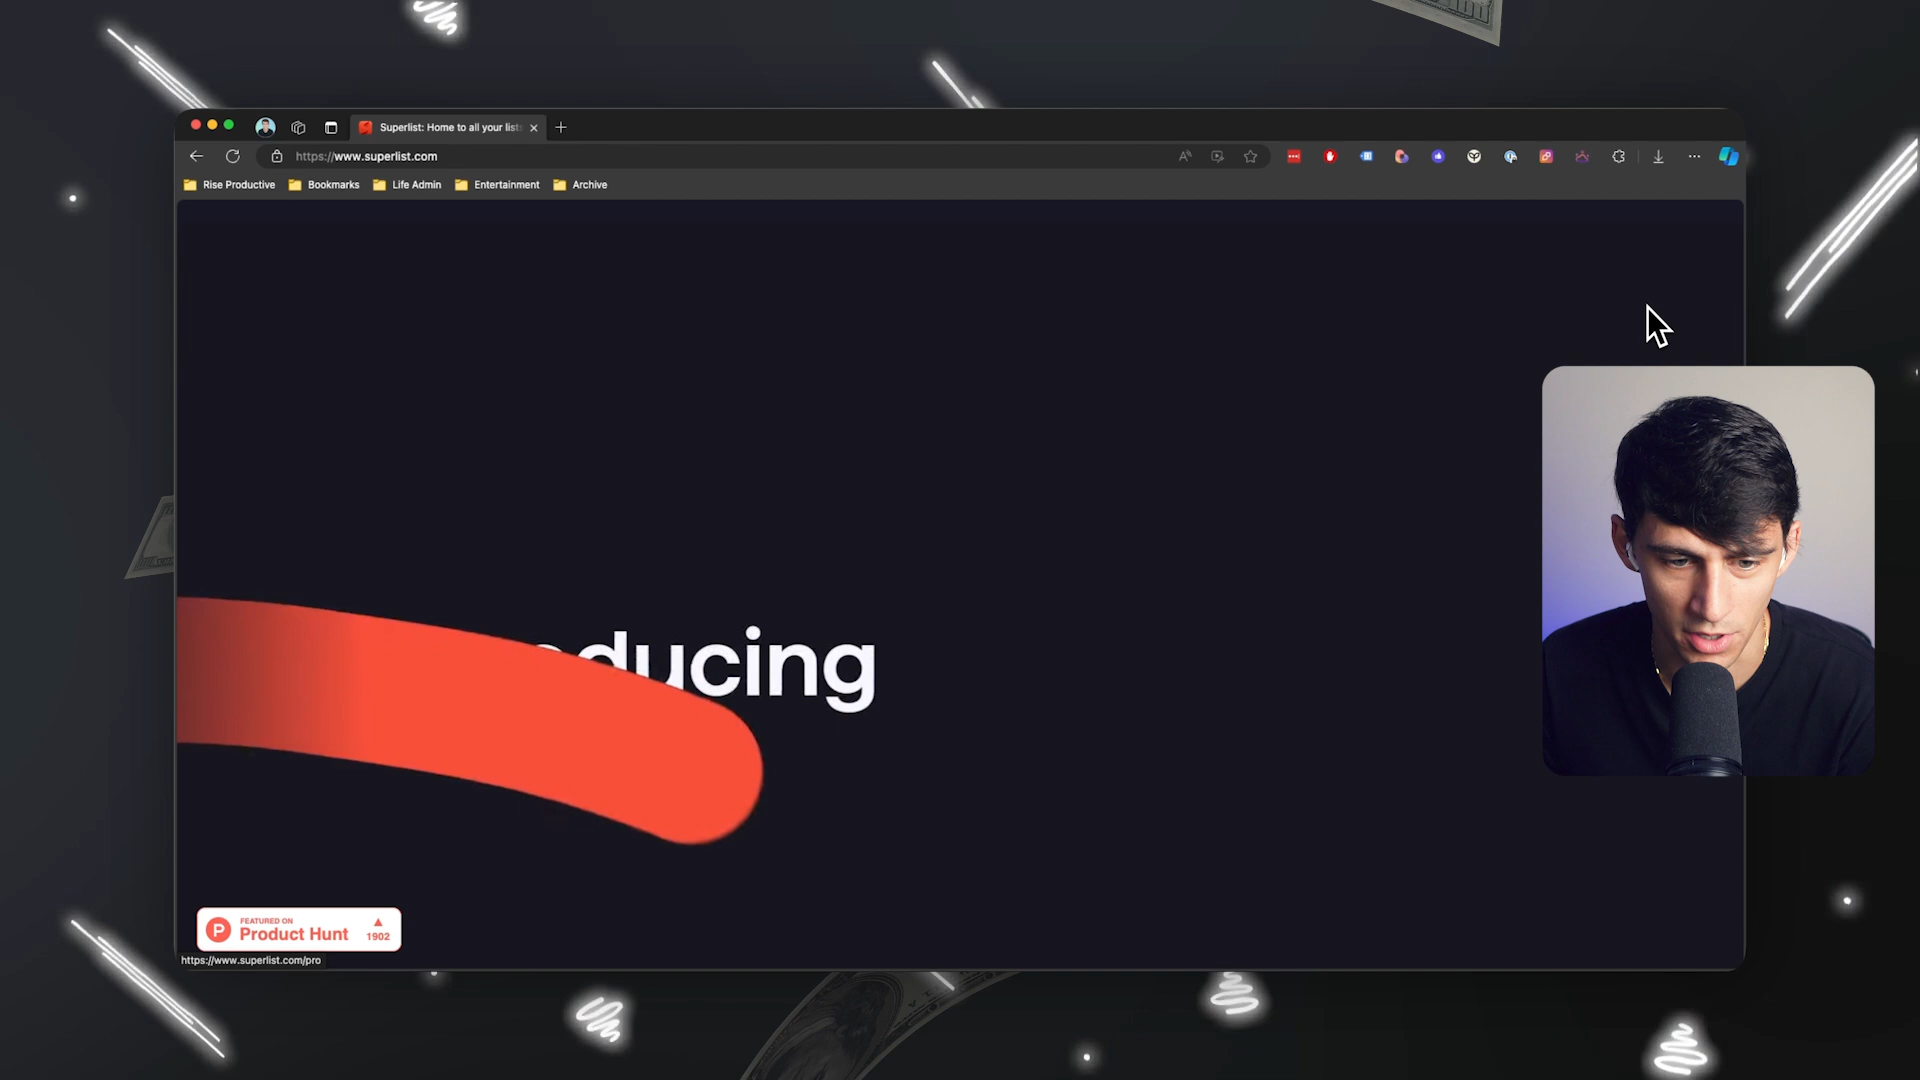 Superlist: Home to all your lists
https://www.superlist.com
Rise Productive
Bookmarks
Life Admin
Entertainment
Archive
ducing
FEATURED ON
Product Hunt
1902
https://www.superlist.com/pro